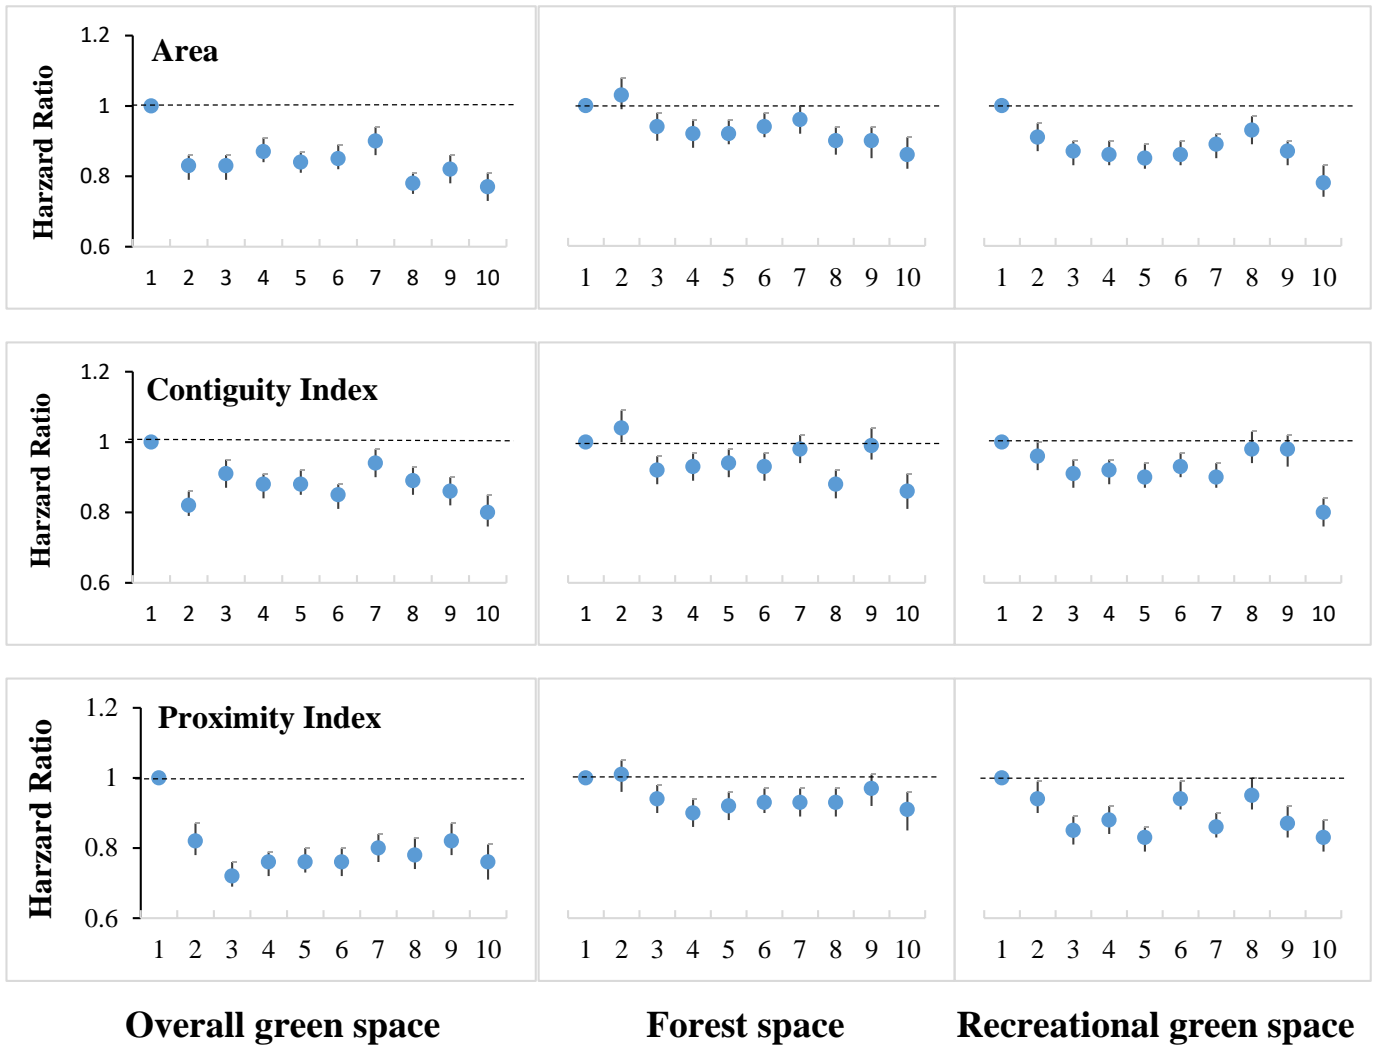 Area
Harzard Ratio
1.2
1
0.8
0.6
1 2 3 4 5 6 7 8 9 10
1 2 3 4 5 6 7 8 9 10
1 2 3 4 5 6 7 8 9 10
Contiguity Index
Harzard Ratio
1.2
1
0.8
0.6
1 2 3 4 5 6 7 8 9 10
1 2 3 4 5 6 7 8 9 10
1 2 3 4 5 6 7 8 9 10
Proximity Index
Harzard Ratio
1.2
1
0.8
0.6
1 2 3 4 5 6 7 8 9 10
1 2 3 4 5 6 7 8 9 10
1 2 3 4 5 6 7 8 9 10
Overall green space
Forest space
Recreational green space